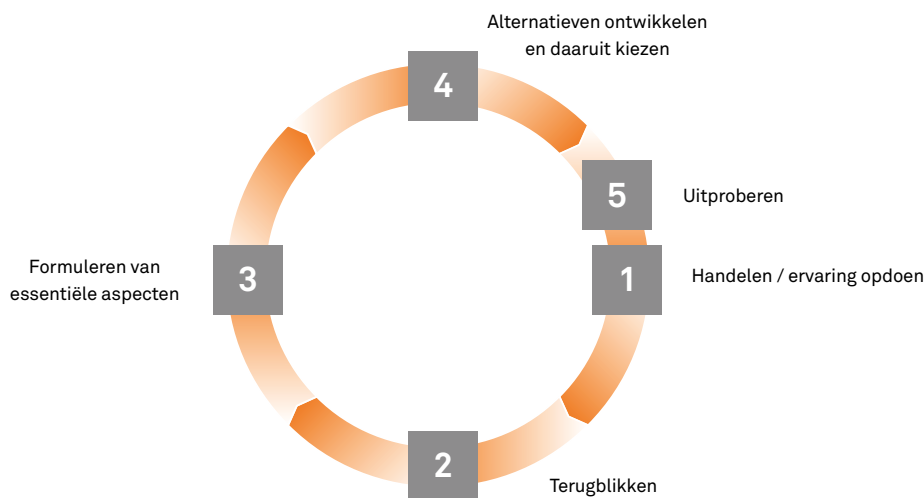 Alternatieven ontwikkelen
en daaruit kiezen
4
5
Uitproberen
Formuleren van
essentiële aspecten
3
1
Handelen / ervaring opdoen
2
Terugblikken